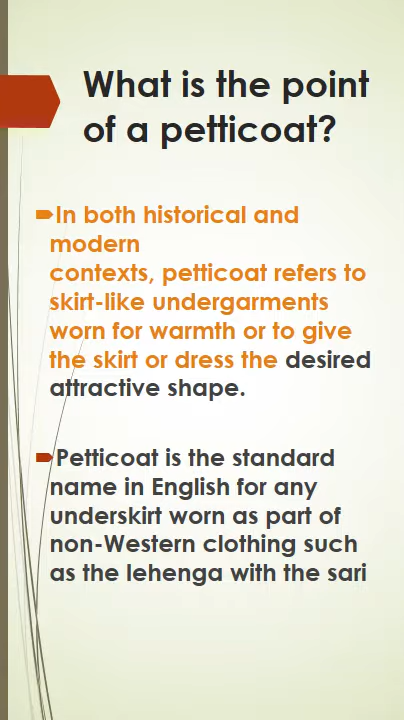 What is the point
of a petticoat?
In both historical and
modern
contexts, petticoat refers to
skirt-like undergarments
worn for warmth or to give
the skirt or dress the desired
attractive shape.
Petticoat is the standard
name in English for any
underskirt worn as part of
non-Western clothing such
as the lehenga with the sari